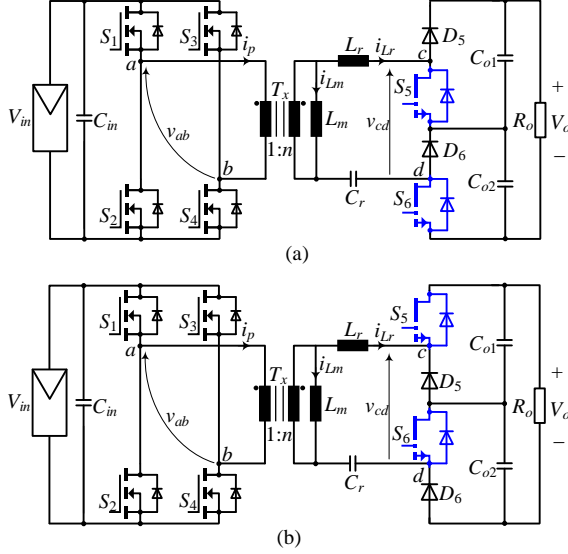 S1 S3 Lr iLr c D5
a ip Co1
Tx iLm S5
Vin Cin vab Lm vcd Ro + Vo −
D6
1:n
b d Co2
Cr
S2 S4 S6
(a)
S1 S3 S5
Lr iLr
a ip c Co1
Tx iLm D5
Vin Cin vab Lm vcd Ro + Vo −
1:n S6
b d Co2
Cr
S2 S4 D6
(b)